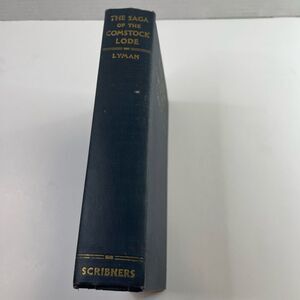 THE SAGA
OF THE
COMSTOCK
LODE
LYMAN
SCRIBNERS